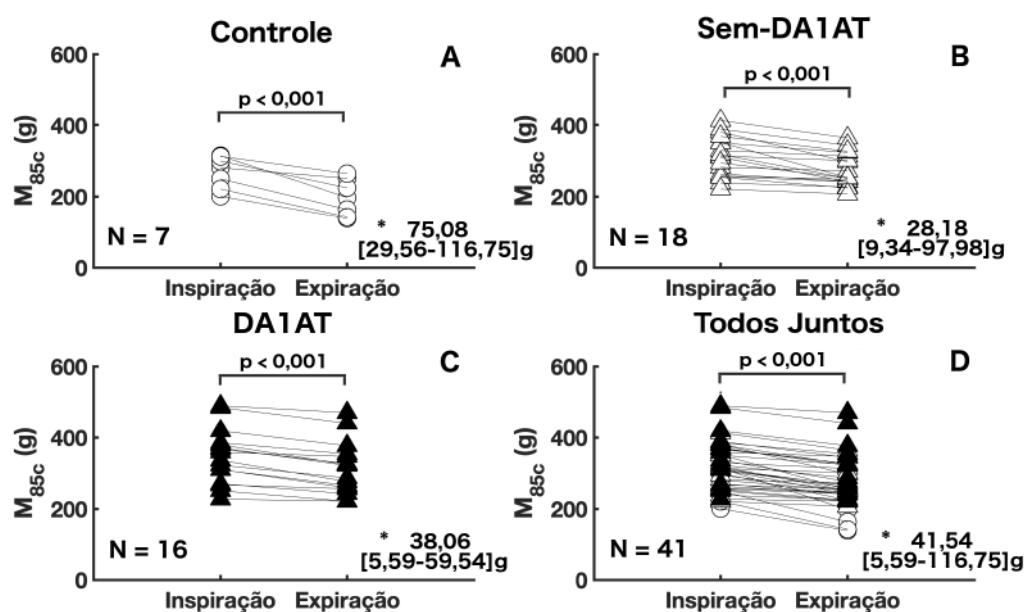 Controle
A
600
400
200
0
M85c (g)
p < 0,001
N = 7
* 75,08
[29,56-116,75]g
Inspiração Expiração
Sem-DA1AT
B
600
400
200
0
M85c (g)
p < 0,001
N = 18
* 28,18
[9,34-97,98]g
Inspiração Expiração
DA1AT
C
600
400
200
0
M85c (g)
p < 0,001
N = 16
* 38,06
[5,59-59,54]g
Inspiração Expiração
Todos Juntos
D
600
400
200
0
M85c (g)
p < 0,001
N = 41
* 41,54
[5,59-116,75]g
Inspiração Expiração